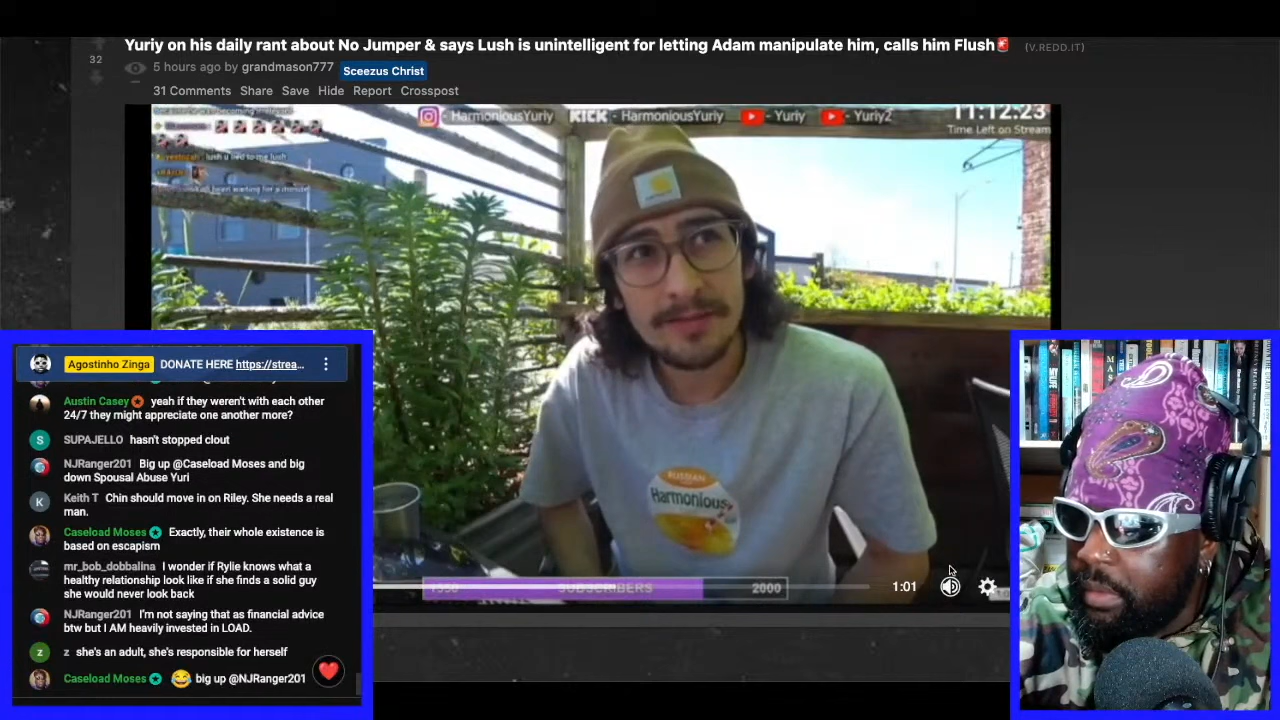 Yuriy on his daily rant about No Jumper & says Lush is unintelligent for letting Adam manipulate him, calls him Flush🚨 (V.REDD.IT)
32
5 hours ago by grandmason777 Sceezus Christ
31 Comments Share Save Hide Report Crosspost
- HarmoniousYuriy KICK - HarmoniousYuriy - Yuriy - Yuriy2
11:12:23
Time Left on Stream
lush u lied to me lush
RUSSIAN
Harmonious
1350 SUBSCRIBERS 2000
1:01
Agostinho Zinga DONATE HERE https://strea...
Austin Casey yeah if they weren't with each other
24/7 they might appreciate one another more?
S SUPAJELLO hasn't stopped clout
NJRanger201 Big up @Caseload Moses and big
down Spousal Abuse Yuri
K Keith T Chin should move in on Riley. She needs a real
man.
Caseload Moses Exactly, their whole existence is
based on escapism
mr_bob_dobbalina I wonder if Rylie knows what a
healthy relationship look like if she finds a solid guy
she would never look back
NJRanger201 I'm not saying that as financial advice
btw but I AM heavily invested in LOAD.
z z she's an adult, she's responsible for herself
Caseload Moses 😂 big up @NJRanger201